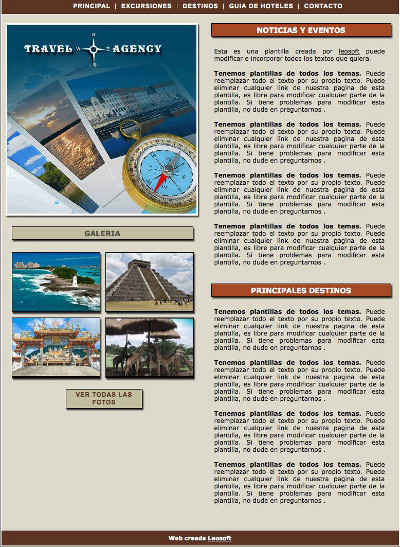 PRINCIPAL | EXCURSIONES | DESTINOS | GUIA DE HOTELES | CONTACTO
TRAVEL AGENCY
GALERIA
VER TODAS LAS
FOTOS
NOTICIAS Y EVENTOS
Esta es una plantilla creada por leosoft puede
modificar e incorporar todos los textos que quiera.
Tenemos plantillas de todos los temas. Puede
reemplazar todo el texto por su propio texto. Puede
eliminar cualquier link de nuestra pagina de esta
plantilla, es libre para modificar cualquier parte de la
plantilla. Si tiene problemas para modificar esta
plantilla, no dude en preguntarnos .
Tenemos plantillas de todos los temas. Puede
reemplazar todo el texto por su propio texto. Puede
eliminar cualquier link de nuestra pagina de esta
plantilla, es libre para modificar cualquier parte de la
plantilla. Si tiene problemas para modificar esta
plantilla, no dude en preguntarnos .
Tenemos plantillas de todos los temas. Puede
reemplazar todo el texto por su propio texto. Puede
eliminar cualquier link de nuestra pagina de esta
plantilla, es libre para modificar cualquier parte de la
plantilla. Si tiene problemas para modificar esta
plantilla, no dude en preguntarnos .
Tenemos plantillas de todos los temas. Puede
reemplazar todo el texto por su propio texto. Puede
eliminar cualquier link de nuestra pagina de esta
plantilla, es libre para modificar cualquier parte de la
plantilla. Si tiene problemas para modificar esta
plantilla, no dude en preguntarnos .
PRINCIPALES DESTINOS
Tenemos plantillas de todos los temas. Puede
reemplazar todo el texto por su propio texto. Puede
eliminar cualquier link de nuestra pagina de esta
plantilla, es libre para modificar cualquier parte de la
plantilla. Si tiene problemas para modificar esta
plantilla, no dude en preguntarnos .
Tenemos plantillas de todos los temas. Puede
reemplazar todo el texto por su propio texto. Puede
eliminar cualquier link de nuestra pagina de esta
plantilla, es libre para modificar cualquier parte de la
plantilla. Si tiene problemas para modificar esta
plantilla, no dude en preguntarnos .
Tenemos plantillas de todos los temas. Puede
reemplazar todo el texto por su propio texto. Puede
eliminar cualquier link de nuestra pagina de esta
plantilla, es libre para modificar cualquier parte de la
plantilla. Si tiene problemas para modificar esta
plantilla, no dude en preguntarnos .
Tenemos plantillas de todos los temas. Puede
reemplazar todo el texto por su propio texto. Puede
eliminar cualquier link de nuestra pagina de esta
plantilla, es libre para modificar cualquier parte de la
plantilla. Si tiene problemas para modificar esta
plantilla, no dude en preguntarnos .
Web creada Leosoft